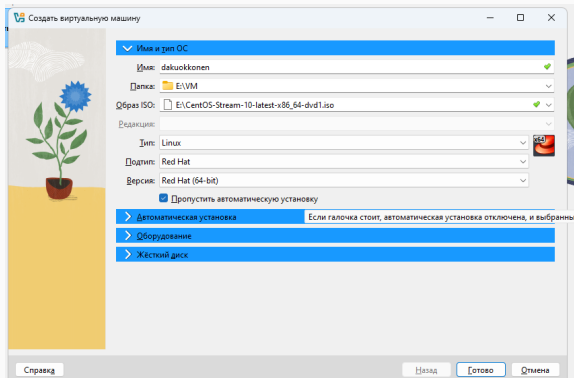 Создать виртуальную машину
Имя и тип ОС
Имя: dakuokkonen
Папка: E:\VM
Образ ISO: E:\CentOS-Stream-10-latest-x86_64-dvd1.iso
Редакция:
Тип: Linux
x64
Подтип: Red Hat
Версия: Red Hat (64-bit)
Пропустить автоматическую установку
Автоматическая установка
Если галочка стоит, автоматическая установка отключена, и выбранны
Оборудование
Жёсткий диск
Справка Назад Готово Отмена